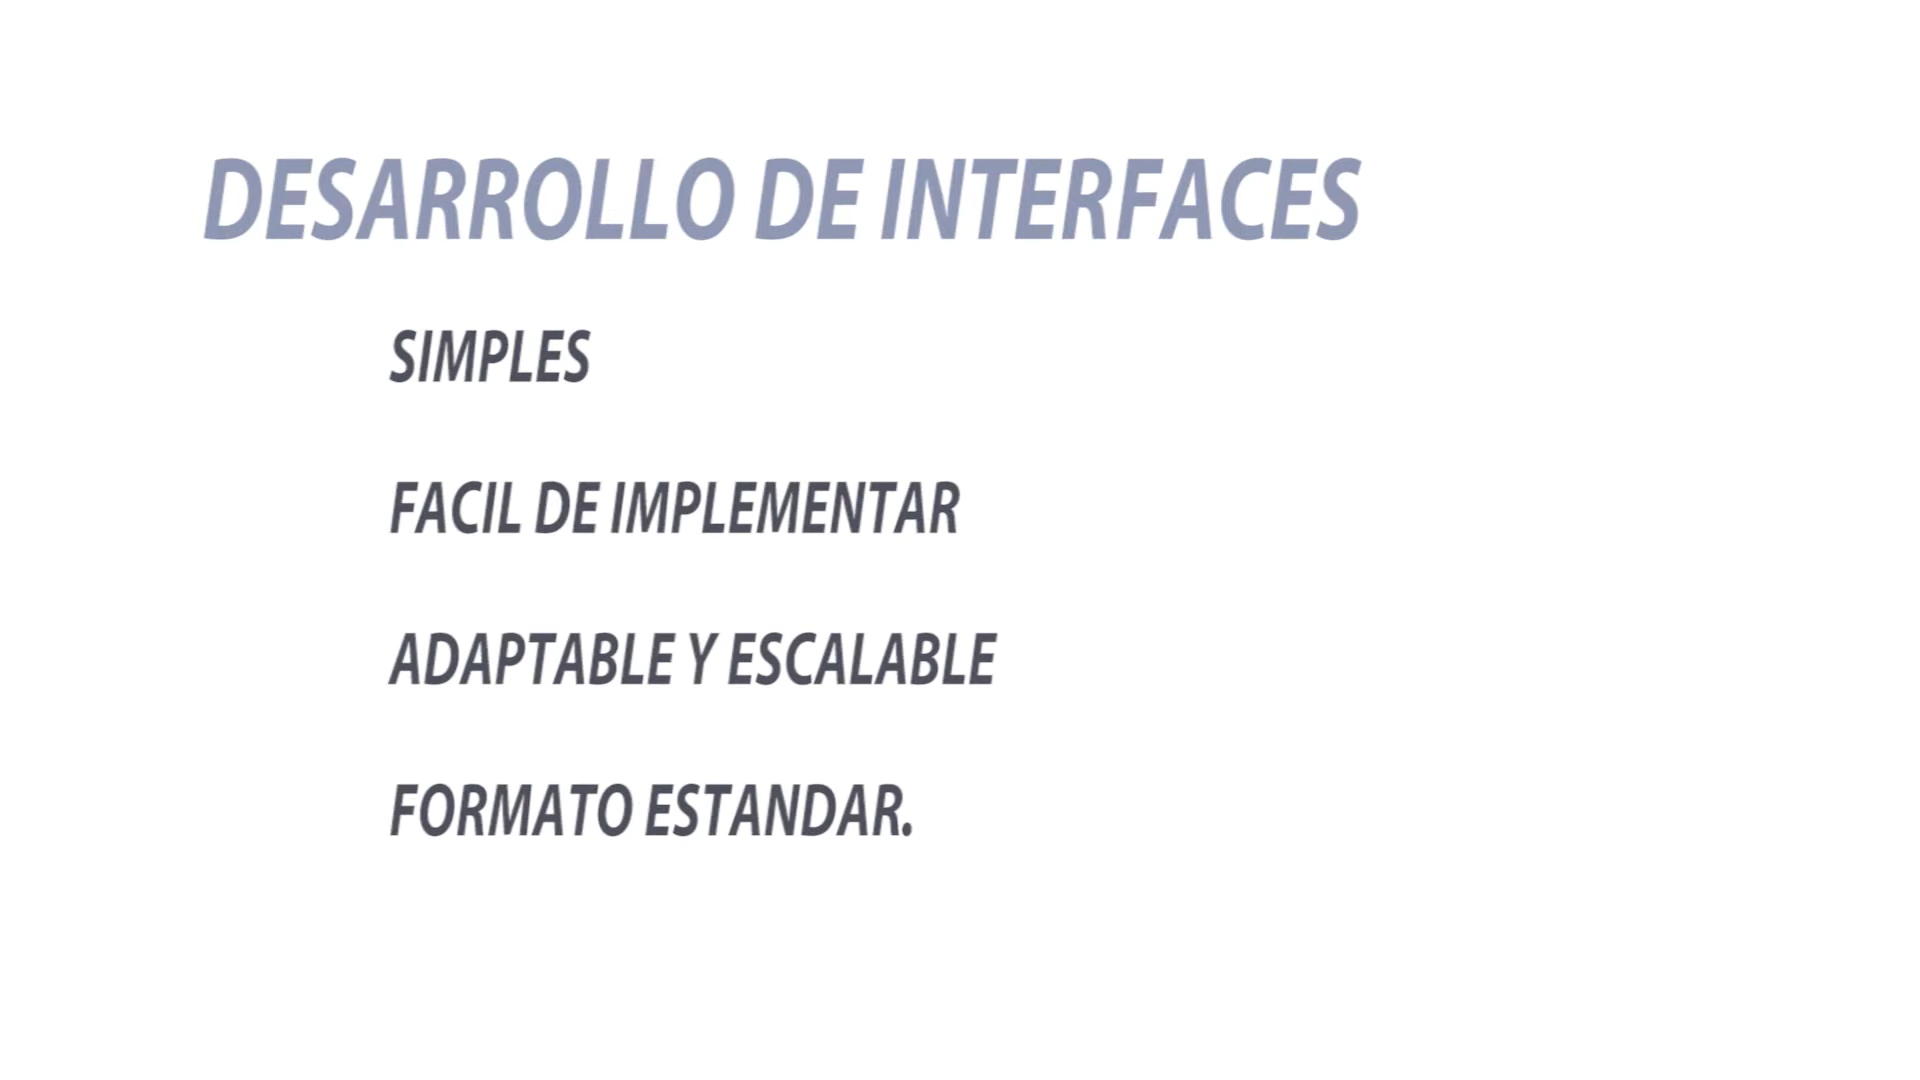 DESARROLLO DE INTERFACES
SIMPLES
FACIL DE IMPLEMENTAR
ADAPTABLE Y ESCALABLE
FORMATO ESTANDAR.